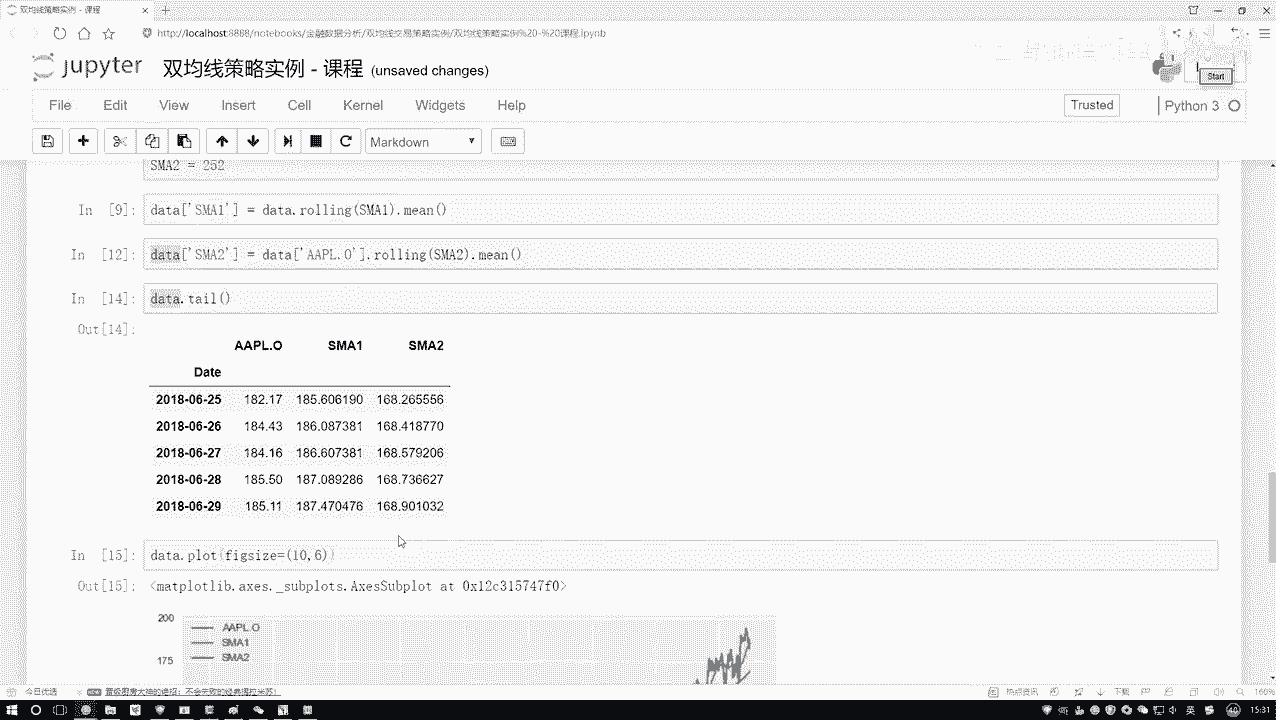 双均线策略实例 - 课程
http://localhost:8888/notebooks/金融数据分析/双均线交易策略实例/双均线策略实例%20-%20课程.ipynb
jupyter 双均线策略实例 - 课程 (unsaved changes)
Start
File Edit View Insert Cell Kernel Widgets Help
Trusted
Python 3
Markdown
SMA2 = 252
In [9]: data['SMA1'] = data.rolling(SMA1).mean()
In [12]: data['SMA2'] = data['AAPL.O'].rolling(SMA2).mean()
In [14]: data.tail()
Out[14]:
AAPL.O SMA1 SMA2
Date
2018-06-25 182.17 185.606190 168.265556
2018-06-26 184.43 186.087381 168.418770
2018-06-27 184.16 186.607381 168.579206
2018-06-28 185.50 187.089286 168.736627
2018-06-29 185.11 187.470476 168.901032
In [15]: data.plot(figsize=(10,6))
Out[15]: <matplotlib.axes._subplots.AxesSubplot at 0x12c315747f0>
200
AAPL.O
SMA1
175
SMA2
今日优选
热点资讯
下载
166%
英
15:31